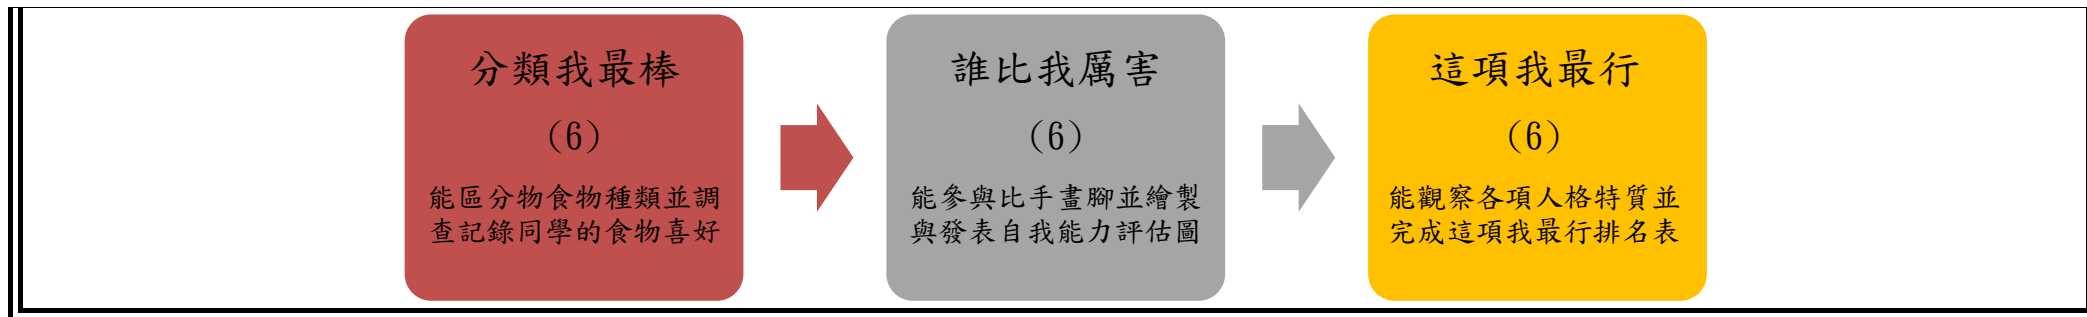 分類我最棒
(6)
能區分物食物種類並調
查記錄同學的食物喜好
誰比我厲害
(6)
能參與比手畫腳並繪製
與發表自我能力評估圖
這項我最行
(6)
能觀察各項人格特質並
完成這項我最行排名表